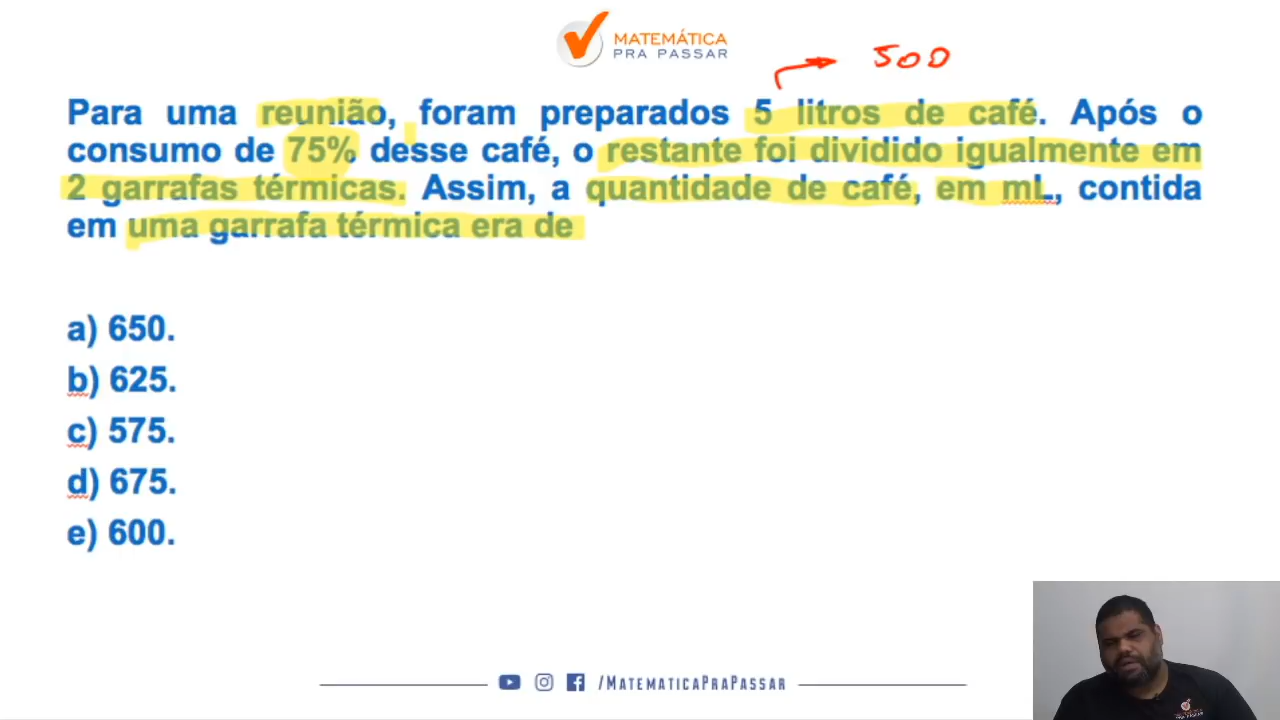 MATEMÁTICA
PRA PASSAR
500
Para uma reunião, foram preparados 5 litros de café. Após o
consumo de 75% desse café, o restante foi dividido igualmente em
2 garrafas térmicas. Assim, a quantidade de café, em mL, contida
em uma garrafa térmica era de
a) 650.
b) 625.
c) 575.
d) 675.
e) 600.
/MATEMATICAPRAPASSAR